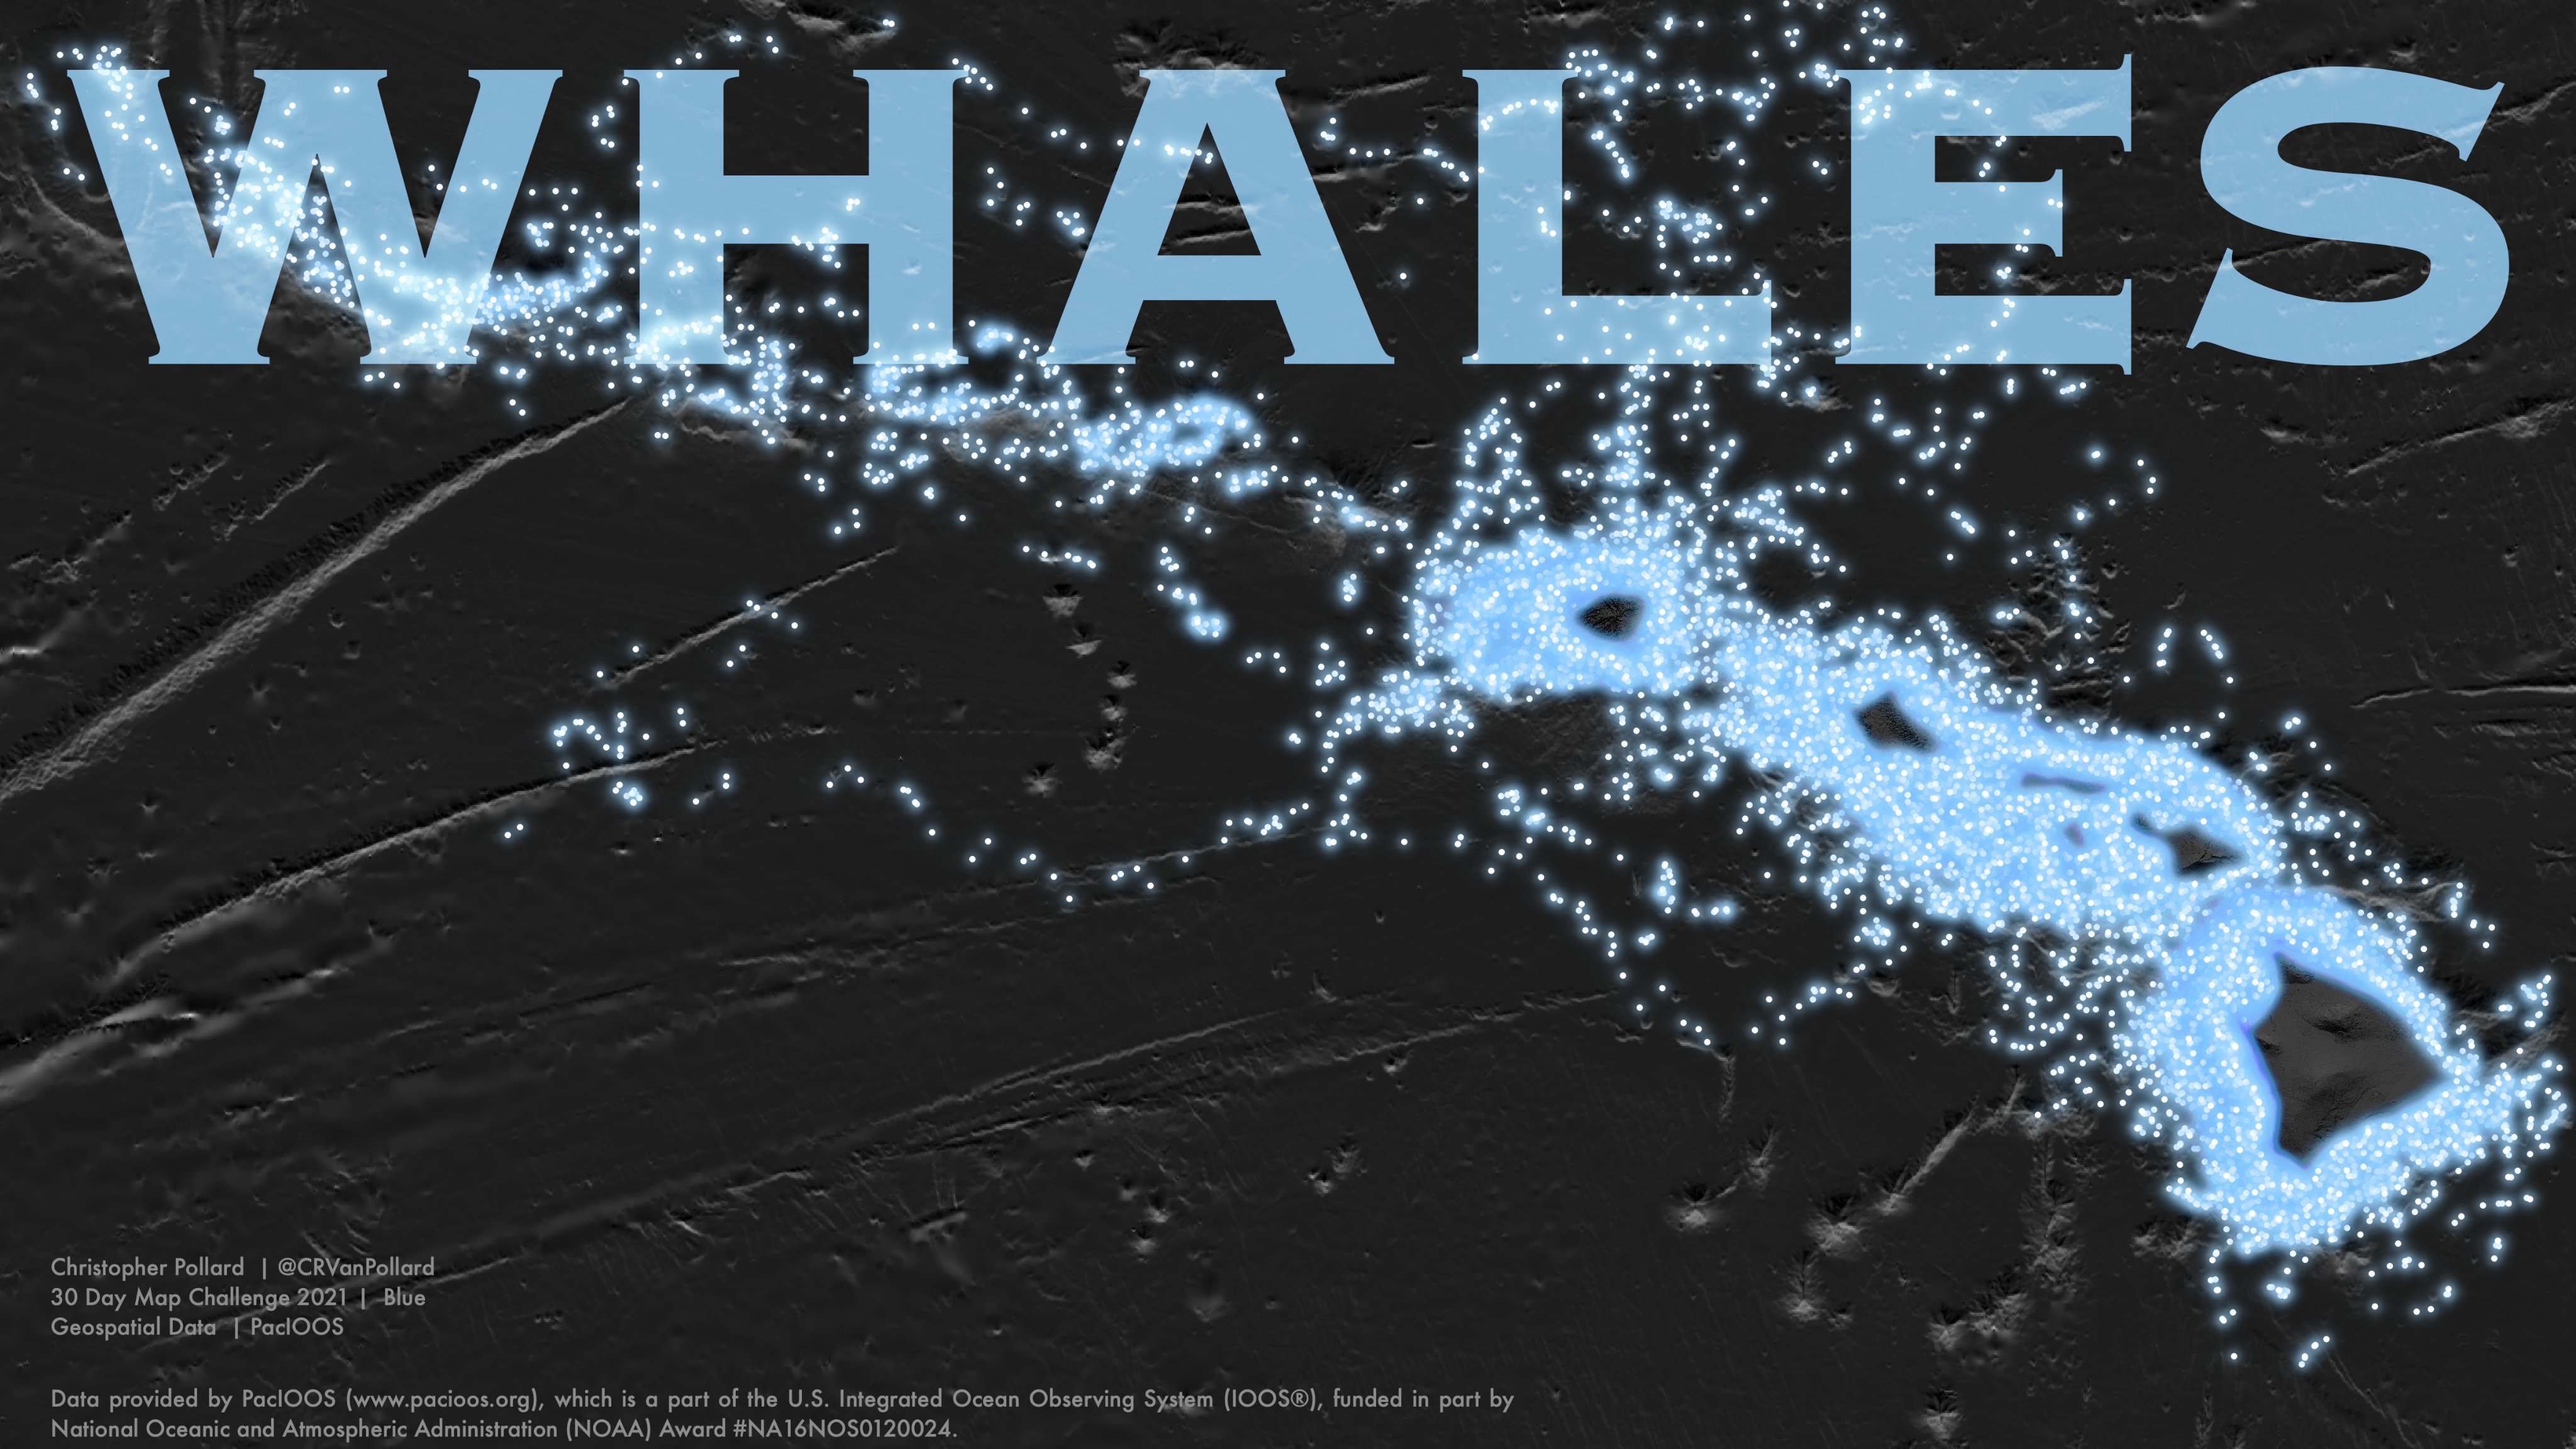 WHALES
Christopher Pollard | @CRVanPollard
30 Day Map Challenge 2021 | Blue
Geospatial Data | PacIOOS
Data provided by PacIOOS (www.pacioos.org), which is a part of the U.S. Integrated Ocean Observing System (IOOS®), funded in part by
National Oceanic and Atmospheric Administration (NOAA) Award #NA16NOS0120024.